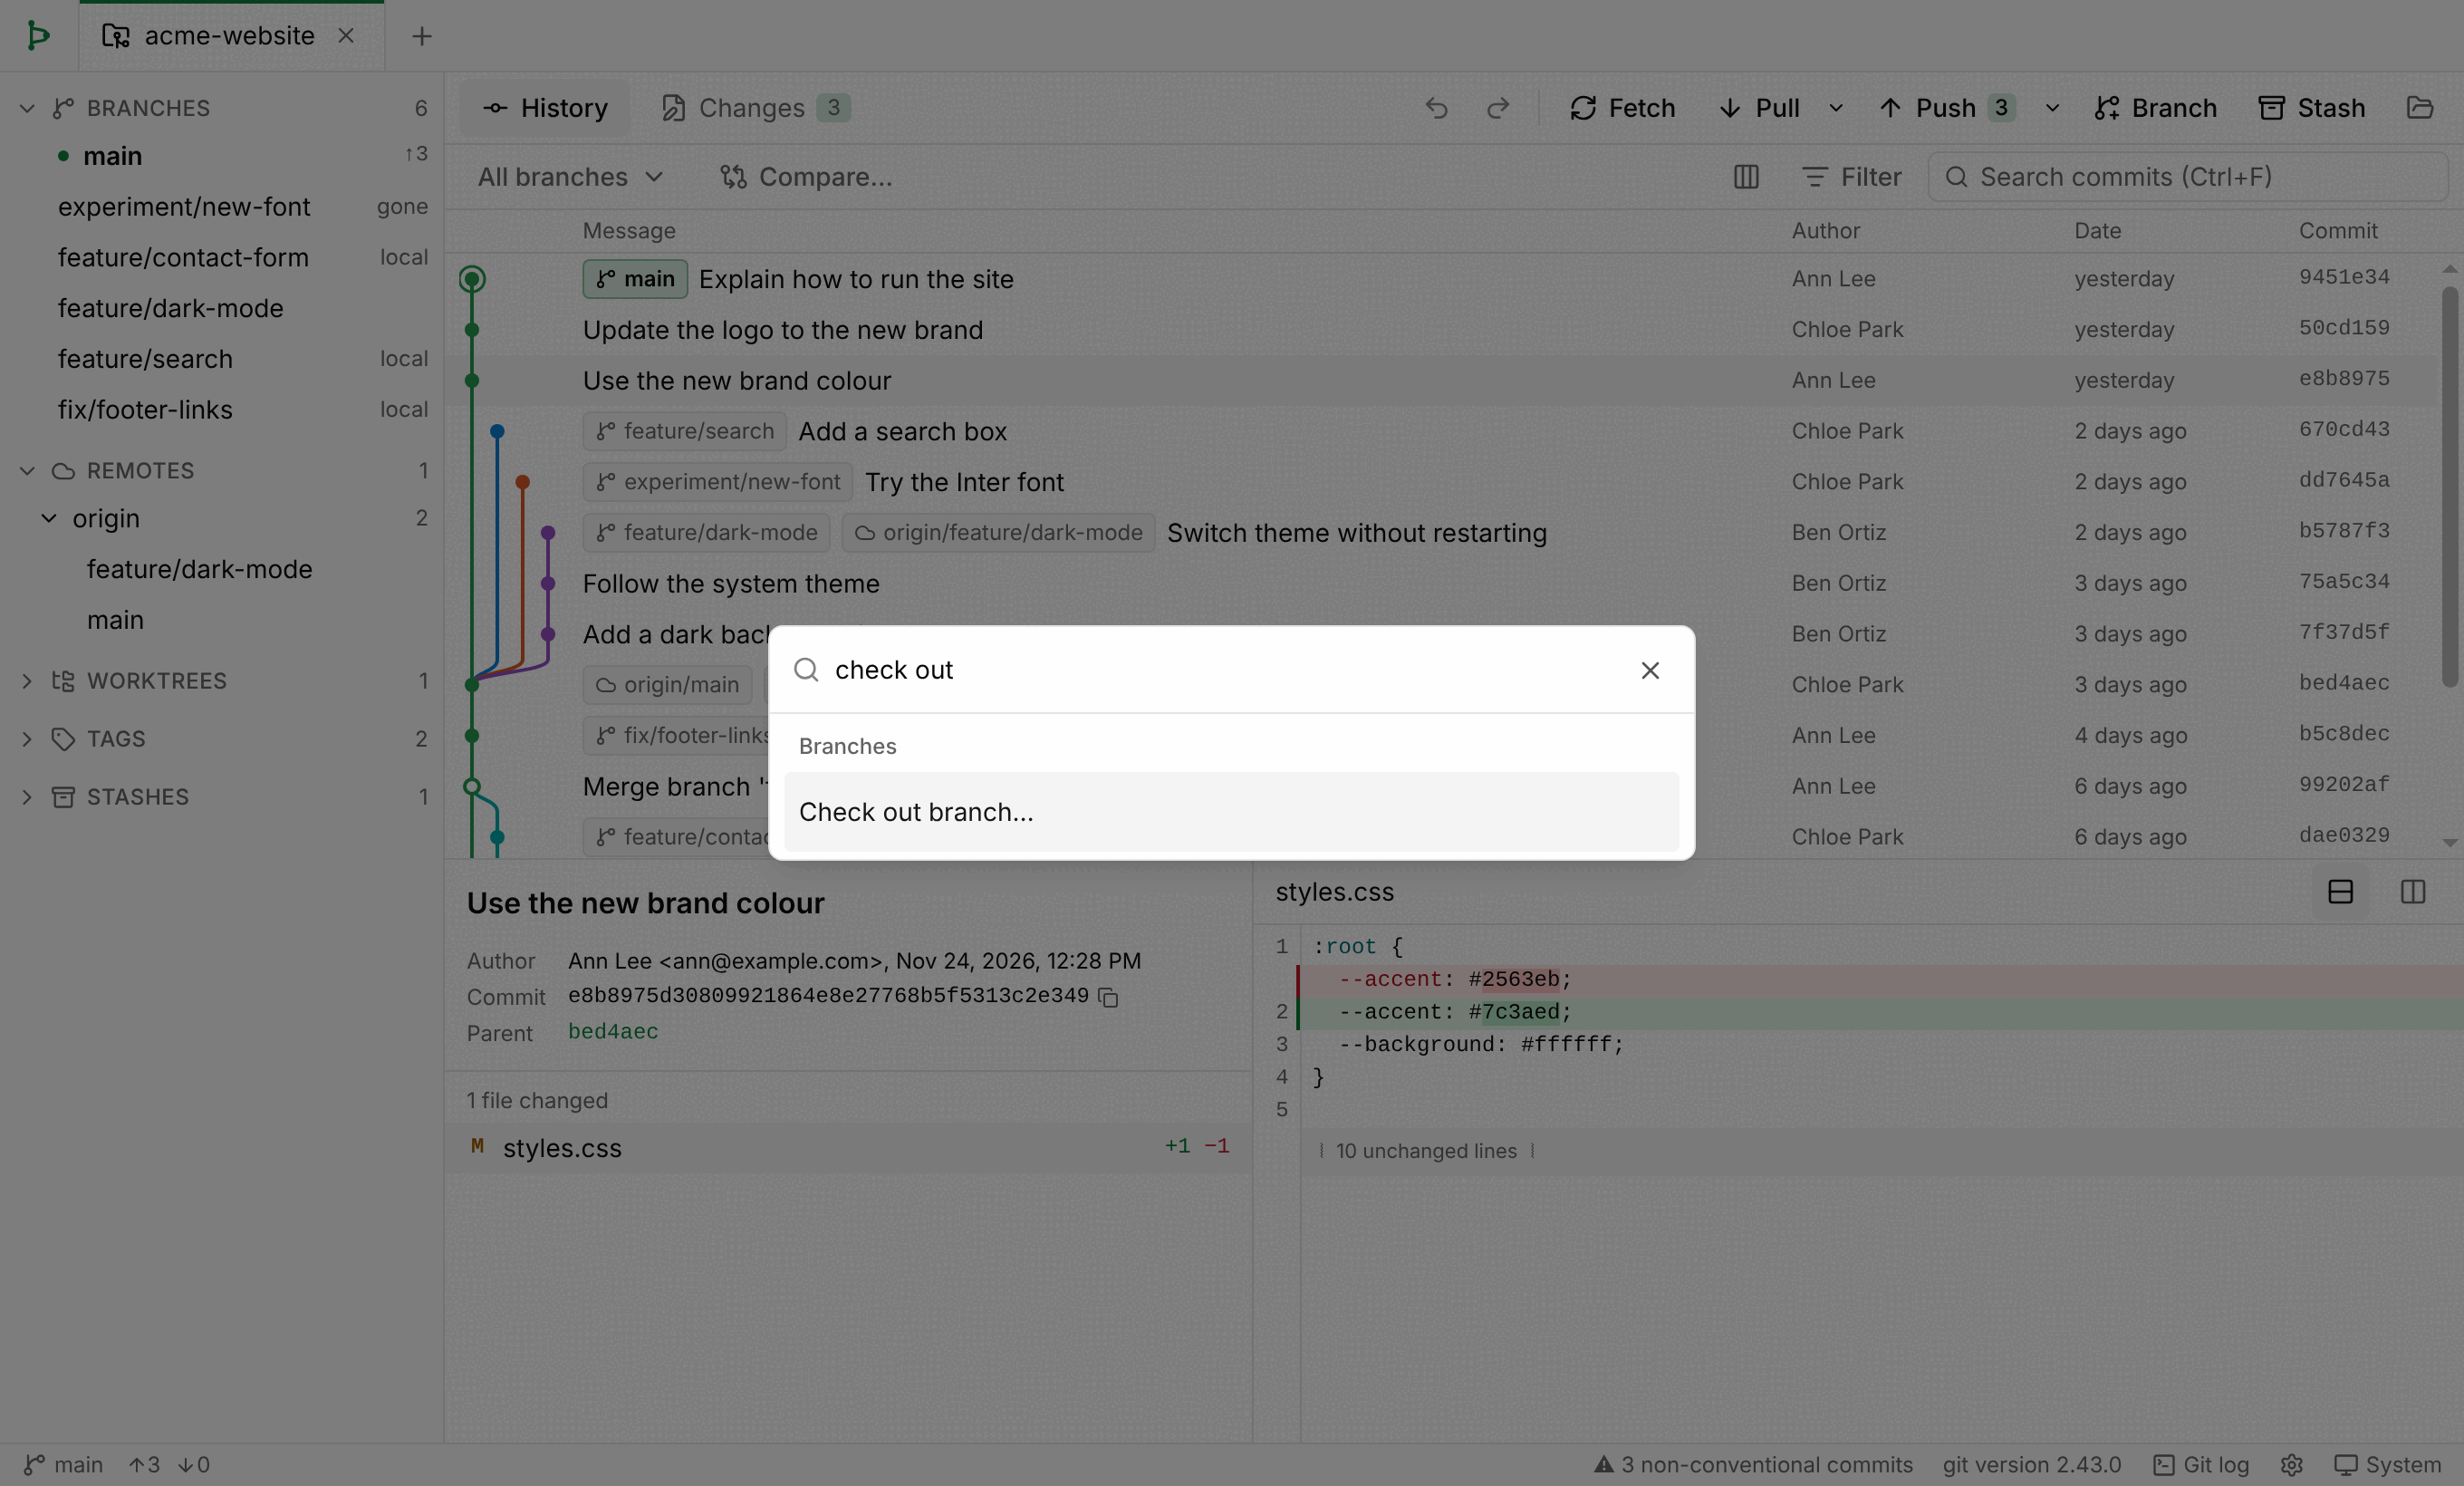 acme-website
BRANCHES 6
main ↑3
experiment/new-font gone
feature/contact-form local
feature/dark-mode
feature/search local
fix/footer-links local
REMOTES 1
origin 2
feature/dark-mode
main
WORKTREES 1
TAGS 2
STASHES 1
History Changes 3 Fetch Pull Push 3 Branch Stash
All branches Compare... Filter Search commits (Ctrl+F)
Message Author Date Commit
main Explain how to run the site Ann Lee yesterday 9451e34
Update the logo to the new brand Chloe Park yesterday 50cd159
Use the new brand colour Ann Lee yesterday e8b8975
feature/search Add a search box Chloe Park 2 days ago 670cd43
experiment/new-font Try the Inter font Chloe Park 2 days ago dd7645a
feature/dark-mode origin/feature/dark-mode Switch theme without restarting Ben Ortiz 2 days ago b5787f3
Follow the system theme Ben Ortiz 3 days ago 75a5c34
Add a dark Ben Ortiz 3 days ago 7f37d5f
origin/main Chloe Park 3 days ago bed4aec
fix/footer-links Ann Lee 4 days ago b5c8dec
Merge branch Ann Lee 6 days ago 99202af
Chloe Park 6 days ago dae0329
check out
Branches
Check out branch...
Use the new brand colour
Author Ann Lee <ann@example.com>, Nov 24, 2026, 12:28 PM
Commit e8b8975d30809921864e8e27768b5f5313c2e349
Parent bed4aec
1 file changed
M styles.css +1 −1
styles.css
1 :root {
--accent: #2563eb;
2 --accent: #7c3aed;
3 --background: #ffffff;
4 }
5
10 unchanged lines
main ↑3 ↓0 3 non-conventional commits git version 2.43.0 Git log System